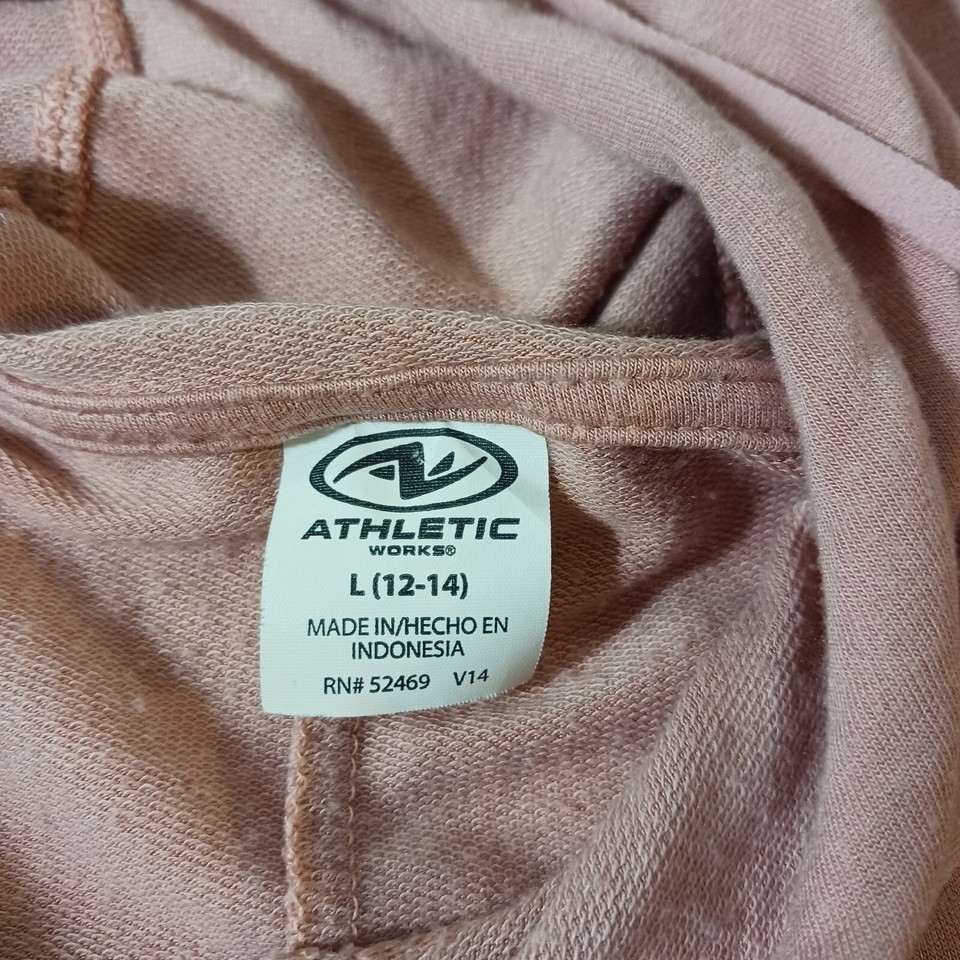 ATHLETIC
WORKS®
L (12-14)
MADE IN/HECHO EN
INDONESIA
RN# 52469 V14